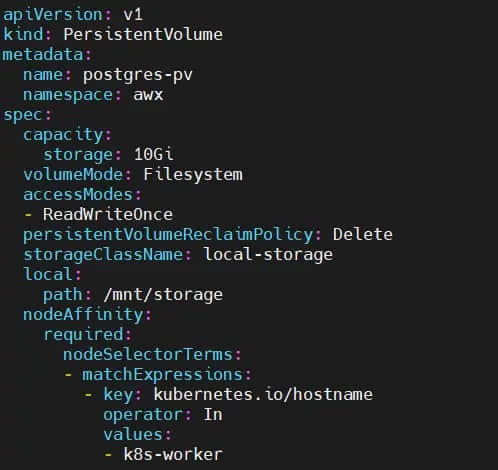 apiVersion: v1
kind: PersistentVolume
metadata:
  name: postgres-pv
  namespace: awx
spec:
  capacity:
    storage: 10Gi
  volumeMode: Filesystem
  accessModes:
  - ReadWriteOnce
  persistentVolumeReclaimPolicy: Delete
  storageClassName: local-storage
  local:
    path: /mnt/storage
  nodeAffinity:
    required:
      nodeSelectorTerms:
      - matchExpressions:
        - key: kubernetes.io/hostname
          operator: In
          values:
          - k8s-worker